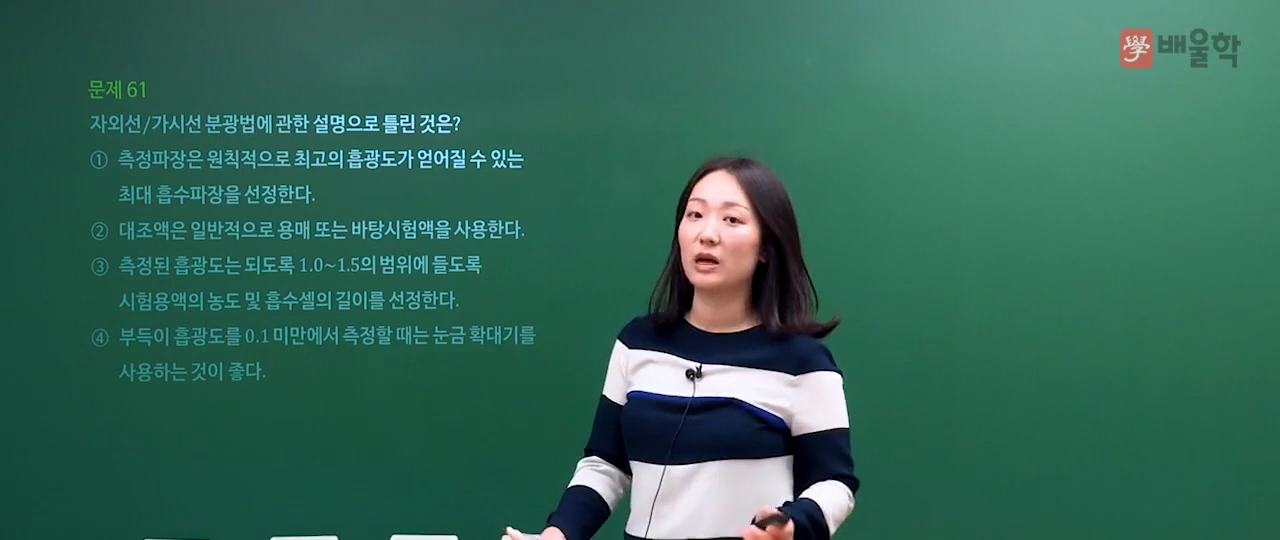 學 배울학
문제 61
자외선/가시선 분광법에 관한 설명으로 틀린 것은?
① 측정파장은 원칙적으로 최고의 흡광도가 얻어질 수 있는
최대 흡수파장을 선정한다.
② 대조액은 일반적으로 용매 또는 바탕시험액을 사용한다.
③ 측정된 흡광도는 되도록 1.0~1.5의 범위에 들도록
시험용액의 농도 및 흡수셀의 길이를 선정한다.
④ 부득이 흡광도를 0.1 미만에서 측정할 때는 눈금 확대기를
사용하는 것이 좋다.